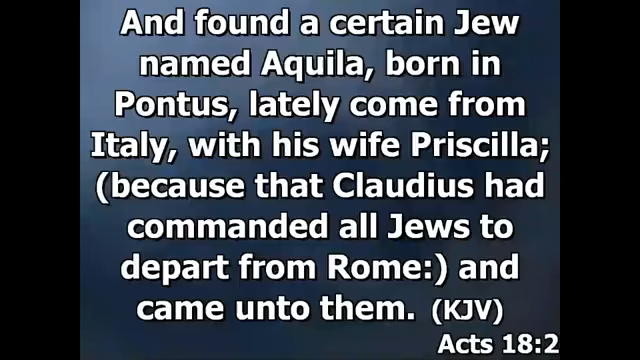 And found a certain Jew
named Aquila, born in
Pontus, lately come from
Italy, with his wife Priscilla;
(because that Claudius had
commanded all Jews to
depart from Rome:) and
came unto them. (KJV)
Acts 18:2